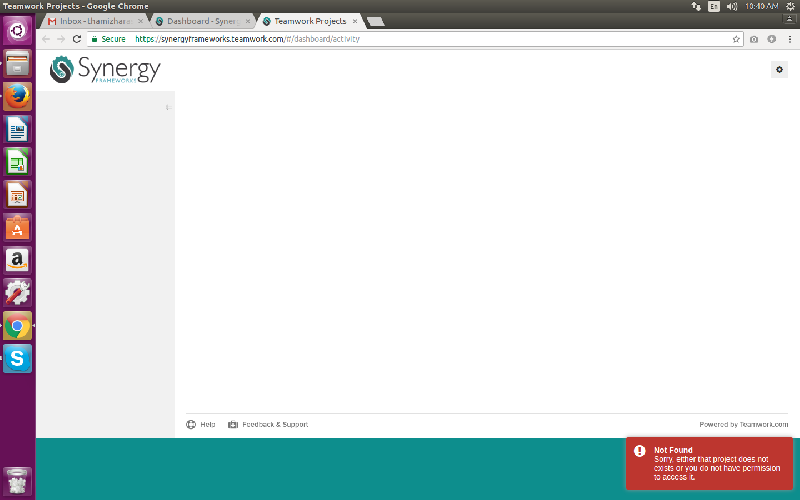 Teamwork Projects - Google Chrome
En
10:40 AM
Inbox - thamizhara
Dashboard - Synerg
Teamwork Projects
Secure
https://synergyframeworks.teamwork.com/#/dashboard/activity
Synergy
FRAMEWORKS
Help
Feedback & Support
Powered by Teamwork.com
Not Found
Sorry, either that project does not
exists or you do not have permission
to access it.